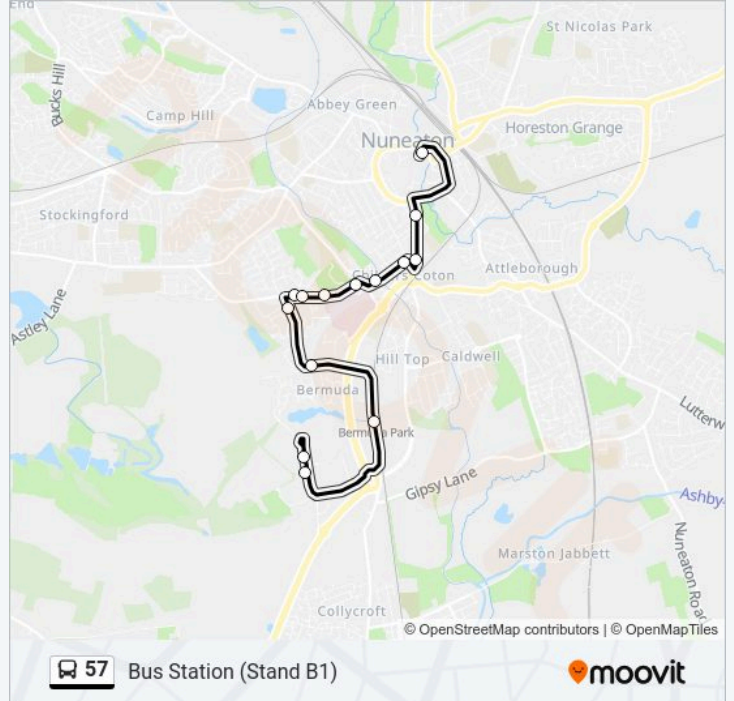 End
St Nicolas Park
Bucks Hill
Abbey Green
Camp Hill
Horeston Grange
Nuneaton
Stockingford
Chilvers Coton
Attleborough
Astley Lane
Hill Top
Caldwell
Bermuda
Lutterw
Bermuda Park
Gipsy Lane
Ashby-
Nuneaton Road
Marston Jabbett
Collycroft
© OpenStreetMap contributors | © OpenMapTiles
57 Bus Station (Stand B1)
moovit